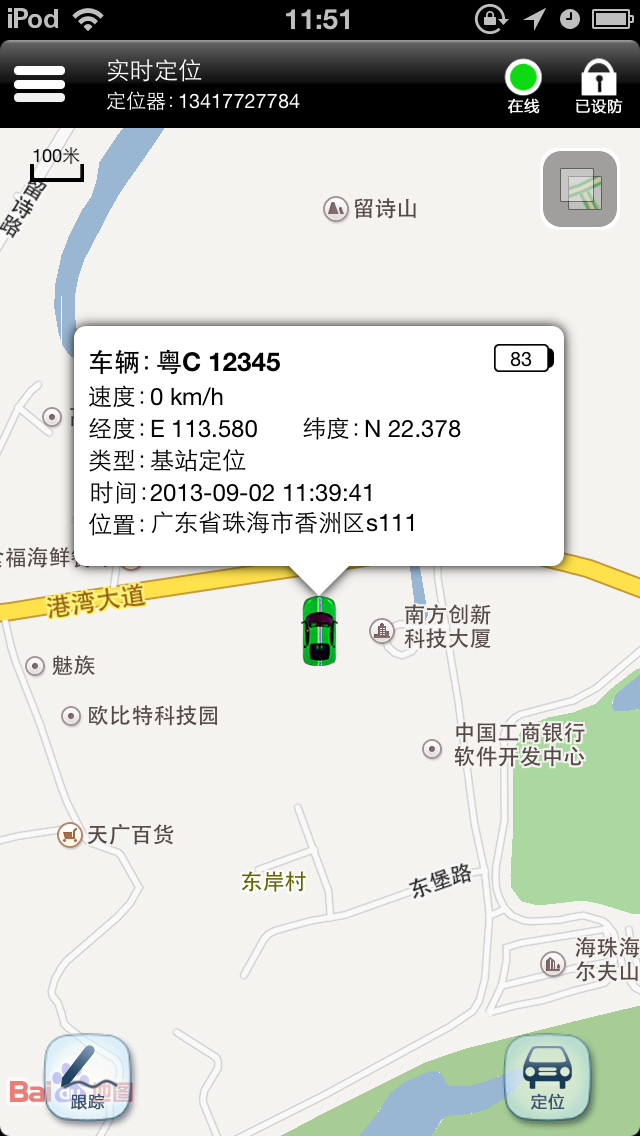 iPod 11:51
实时定位
定位器:13417727784
在线
已设防
100米
留诗山
车辆: 粤C 12345
83
速度:0 km/h
经度:E 113.580 纬度:N 22.378
类型:基站定位
时间:2013-09-02 11:39:41
位置:广东省珠海市香洲区s111
福海鲜
港湾大道
南方创新
科技大厦
魅族
欧比特科技园
中国工商银行
软件开发中心
天广百货
东岸村
东堡路
海珠海
尔夫山
Bai 地图
跟踪
定位